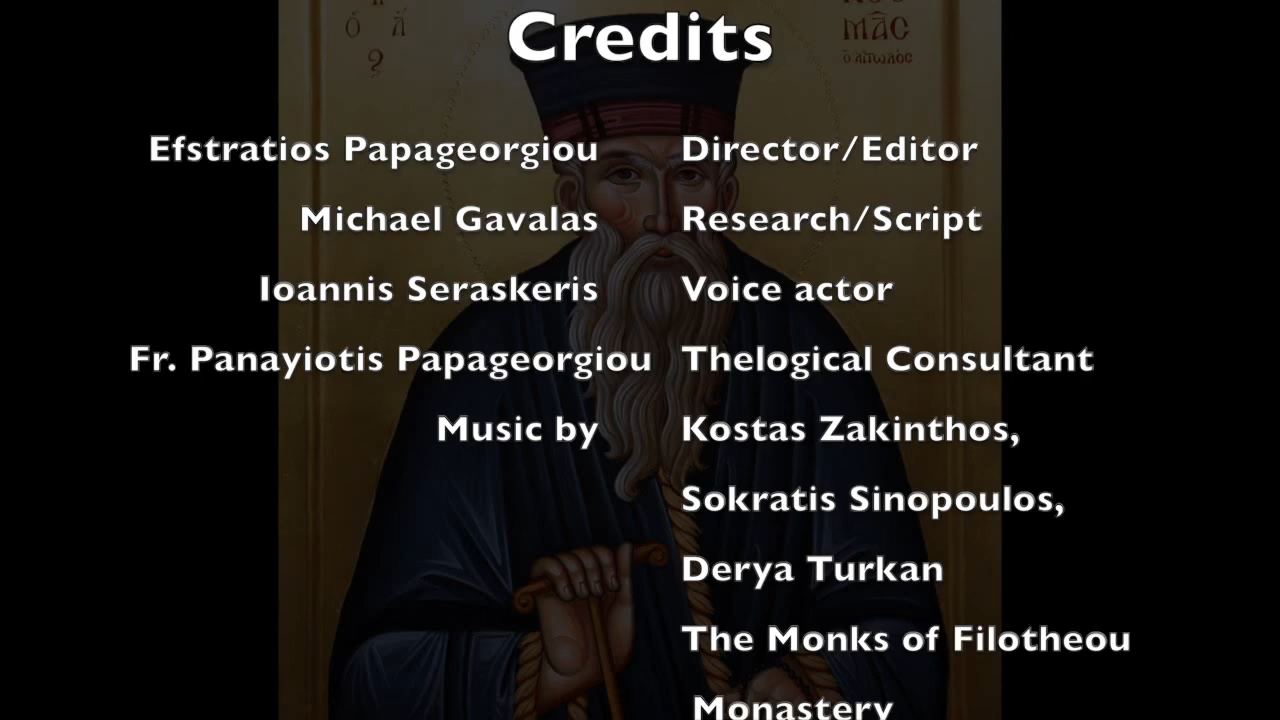 Credits
Efstratios Papageorgiou Director/Editor
Michael Gavalas Research/Script
Ioannis Seraskeris Voice actor
Fr. Panayiotis Papageorgiou Thelogical Consultant
Music by Kostas Zakinthos,
Sokratis Sinopoulos,
Derya Turkan
The Monks of Filotheou
Monastery